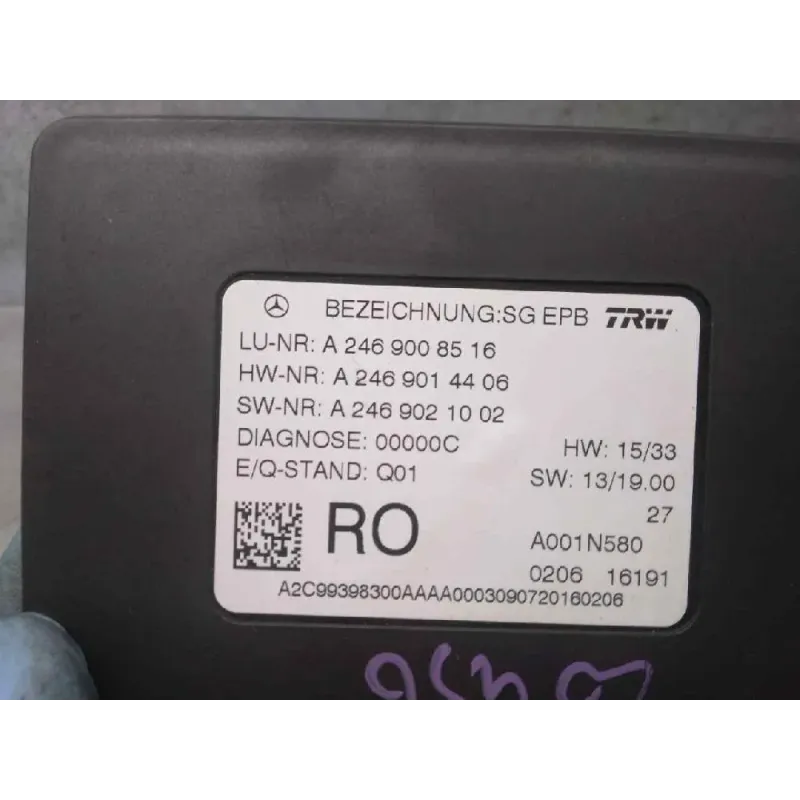 BEZEICHNUNG:SG EPB TRW
LU-NR: A 246 900 85 16
HW-NR: A 246 901 44 06
SW-NR: A 246 902 10 02
DIAGNOSE: 00000C
HW: 15/33
E/Q-STAND: Q01
SW: 13/19.00
27
RO
A001N580
0206 16191
A2C99398300AAAA0003090720160206